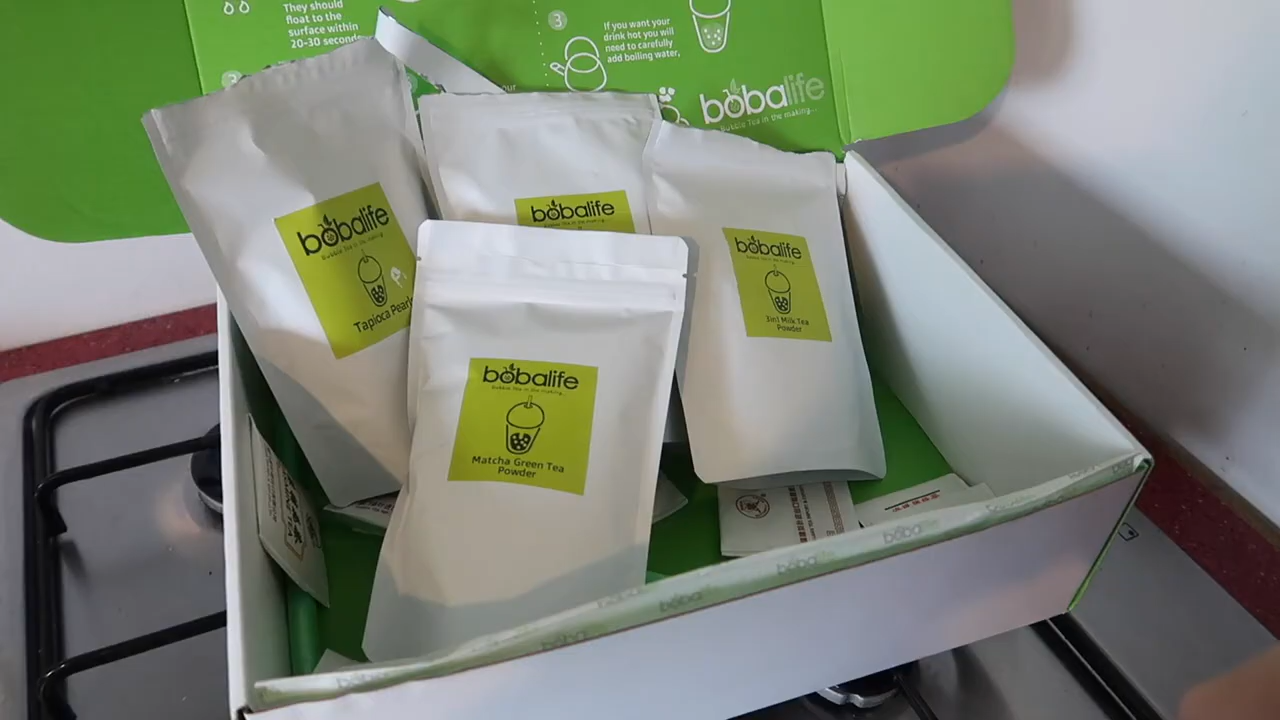 They should
float to the
surface within
20-30 seconds
3
If you want your
drink hot you will
need to carefully
add boiling water,
bobalife
Bubble Tea in the making...
bobalife
Bubble Tea in the making...
Tapioca Pearls
bobalife
Bubble Tea in the making...
bobalife
Bubble Tea in the making...
3in1 Milk Tea
Powder
bobalife
Bubble Tea in the making...
Matcha Green Tea
Powder
boba
boba
bobalife
bobalife